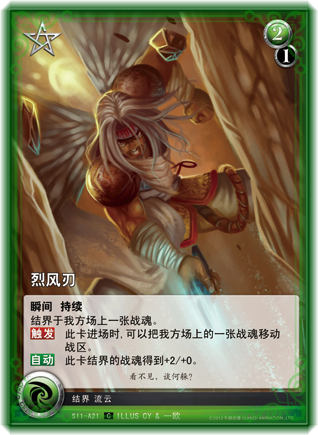 2
1
烈风刃
瞬间 持续
结界于我方场上一张战魂。
触发 此卡进场时,可以把我方场上的一张战魂移动
战区。
自动 此卡结界的战魂得到+2/+0。
看不见,谈何躲?
结界 流云
S11-A21 C ILLUS CY & 一欧